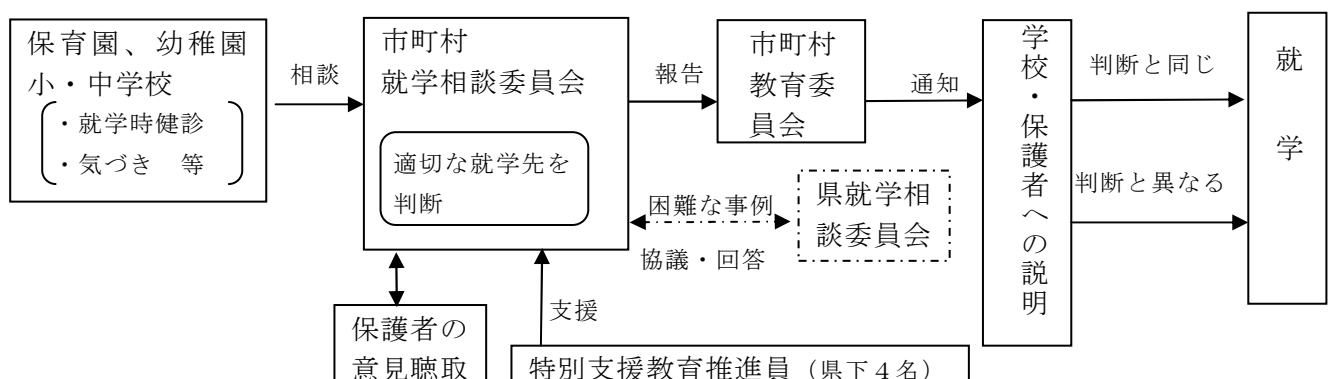 保育園、幼稚園
小・中学校
・就学時健診
・気づき　等
相談
市町村
就学相談委員会
適切な就学先を
判断
報告
市町村
教育委
員会
通知
学校・保護者への説明
判断と同じ
判断と異なる
就学
困難な事例
協議・回答
県就学相
談委員会
保護者の
意見聴取
支援
特別支援教育推進員（県下４名）